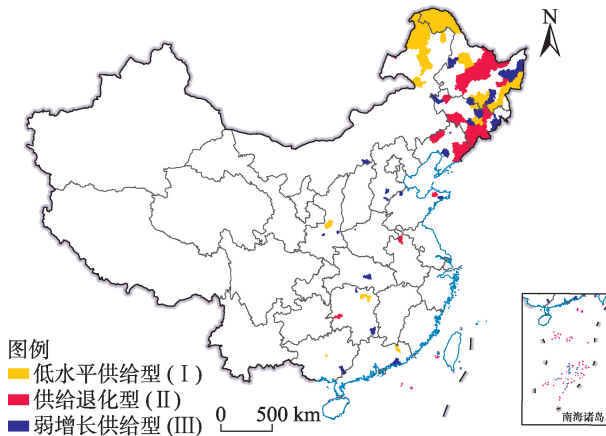 N
图例
低水平供给型 (Ⅰ)
供给退化型 (Ⅱ)
弱增长供给型 (Ⅲ)
0 500 km
南海诸岛